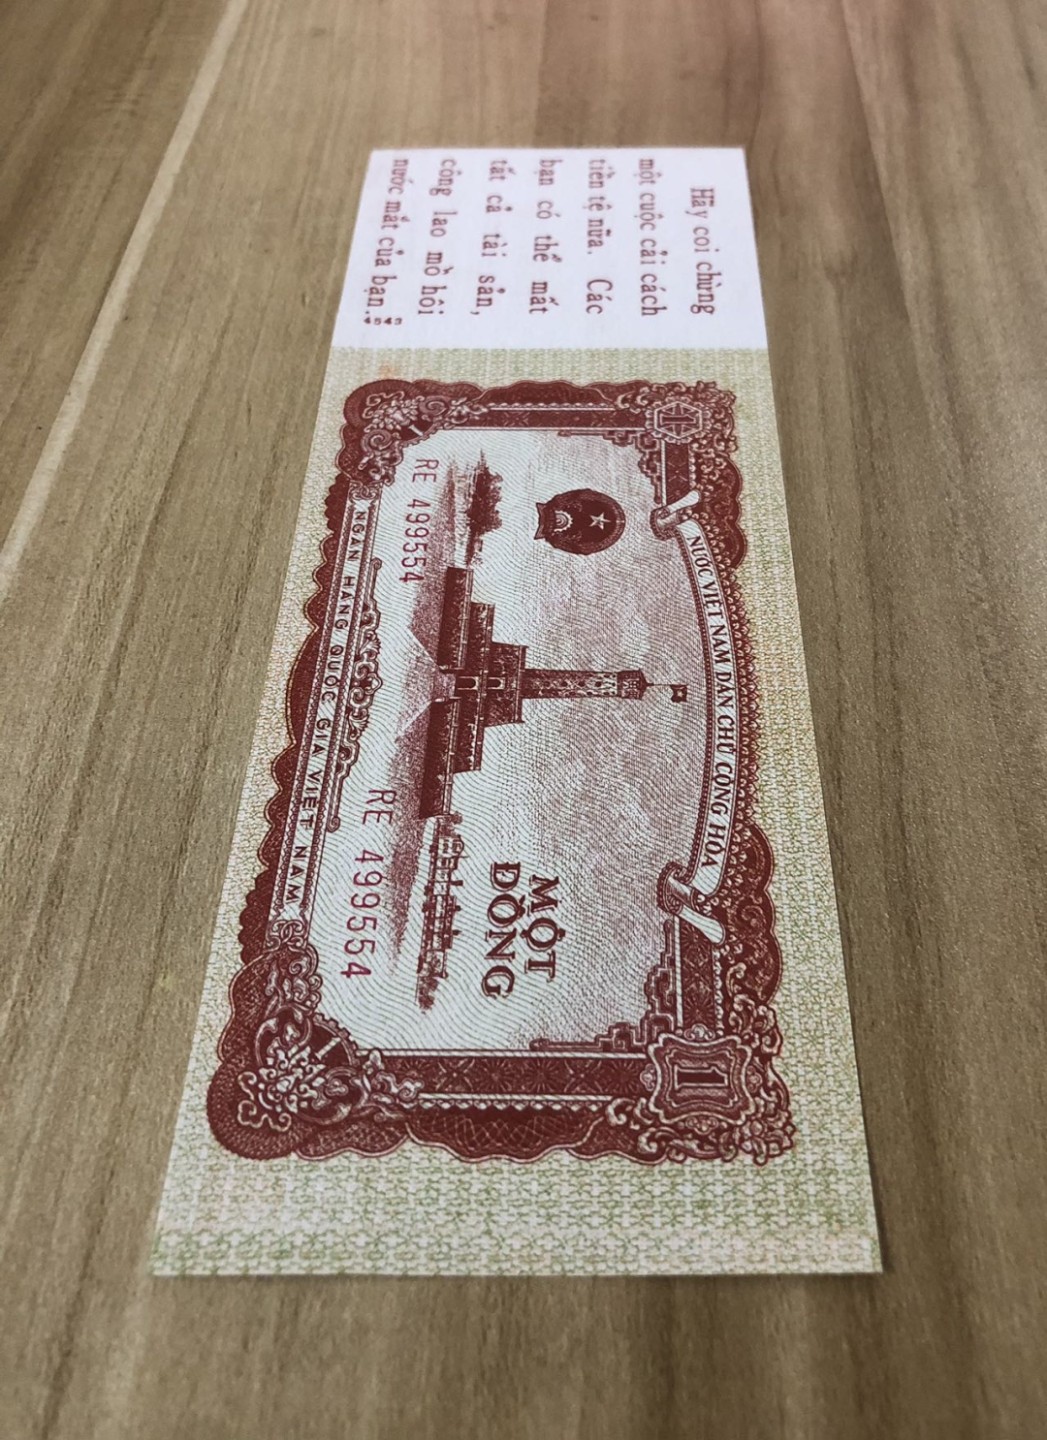 Hãy coi chừng
một cuộc cải cách
tiền tệ nữa. Các
bạn có thể mất
tất cả tài sản,
công lao mồ hôi
nước mắt của bạn.
4545
1
NƯỚC VIỆT NAM DÂN CHỦ CỘNG HÒA
1
MỘT
ĐỒNG
RE 499554
RE 499554
NGÂN HÀNG QUỐC GIA VIỆT NAM